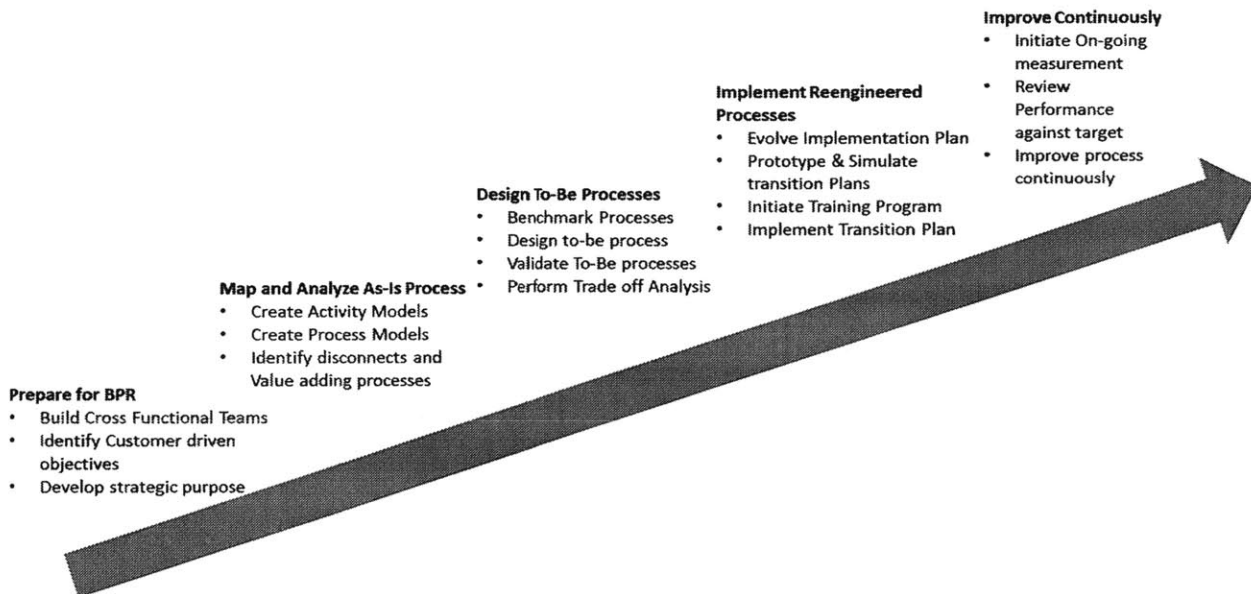 Prepare for BPR
• Build Cross Functional Teams
• Identify Customer driven
objectives
• Develop strategic purpose
Map and Analyze As-Is Process
• Create Activity Models
• Create Process Models
• Identify disconnects and
Value adding processes
Design To-Be Processes
• Benchmark Processes
• Design to-be process
• Validate To-Be processes
• Perform Trade off Analysis
Implement Reengineered
Processes
• Evolve Implementation Plan
• Prototype & Simulate
transition Plans
• Initiate Training Program
• Implement Transition Plan
Improve Continuously
• Initiate On-going
measurement
• Review
Performance
against target
• Improve process
continuously